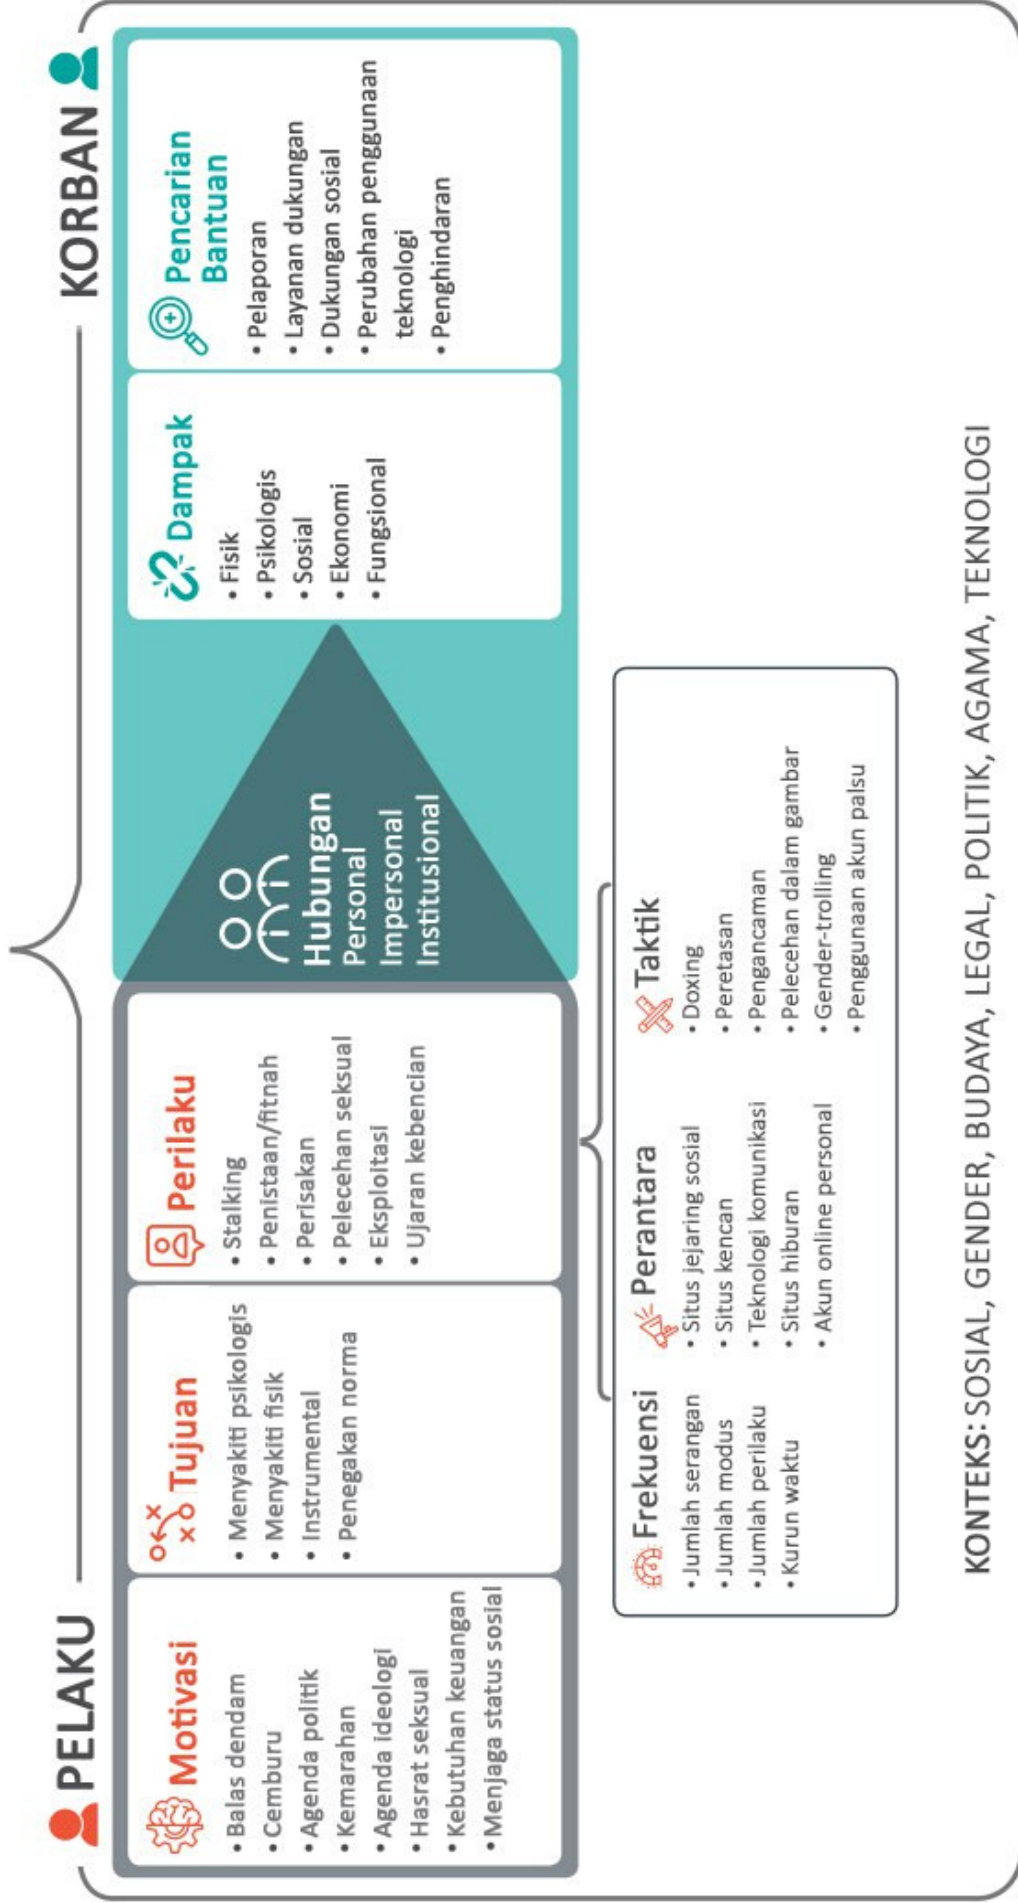 PELAKU
KORBAN
Motivasi
• Balas dendam
• Cemburu
• Agenda politik
• Kemarahan
• Agenda ideologi
• Hasrat seksual
• Kebutuhan keuangan
• Menjaga status sosial
Tujuan
• Menyakiti psikologis
• Menyakiti fisik
• Instrumental
• Penegakan norma
Perilaku
• Stalking
• Penistaan/fitnah
• Perisakan
• Pelecehan seksual
• Eksploitasi
• Ujaran kebencian
Hubungan
Personal
Impersonal
Institusional
Dampak
• Fisik
• Psikologis
• Sosial
• Ekonomi
• Fungsional
Pencarian
Bantuan
• Pelaporan
• Layanan dukungan
• Dukungan sosial
• Perubahan penggunaan
teknologi
• Penghindaran
Frekuensi
• Jumlah serangan
• Jumlah modus
• Jumlah perilaku
• Kurun waktu
Perantara
• Situs jejaring sosial
• Situs kencan
• Teknologi komunikasi
• Situs hiburan
• Akun online personal
Taktik
• Doxing
• Peretasan
• Pengancaman
• Pelecehan dalam gambar
• Gender-trolling
• Penggunaan akun palsu
KONTEKS: SOSIAL, GENDER, BUDAYA, LEGAL, POLITIK, AGAMA, TEKNOLOGI